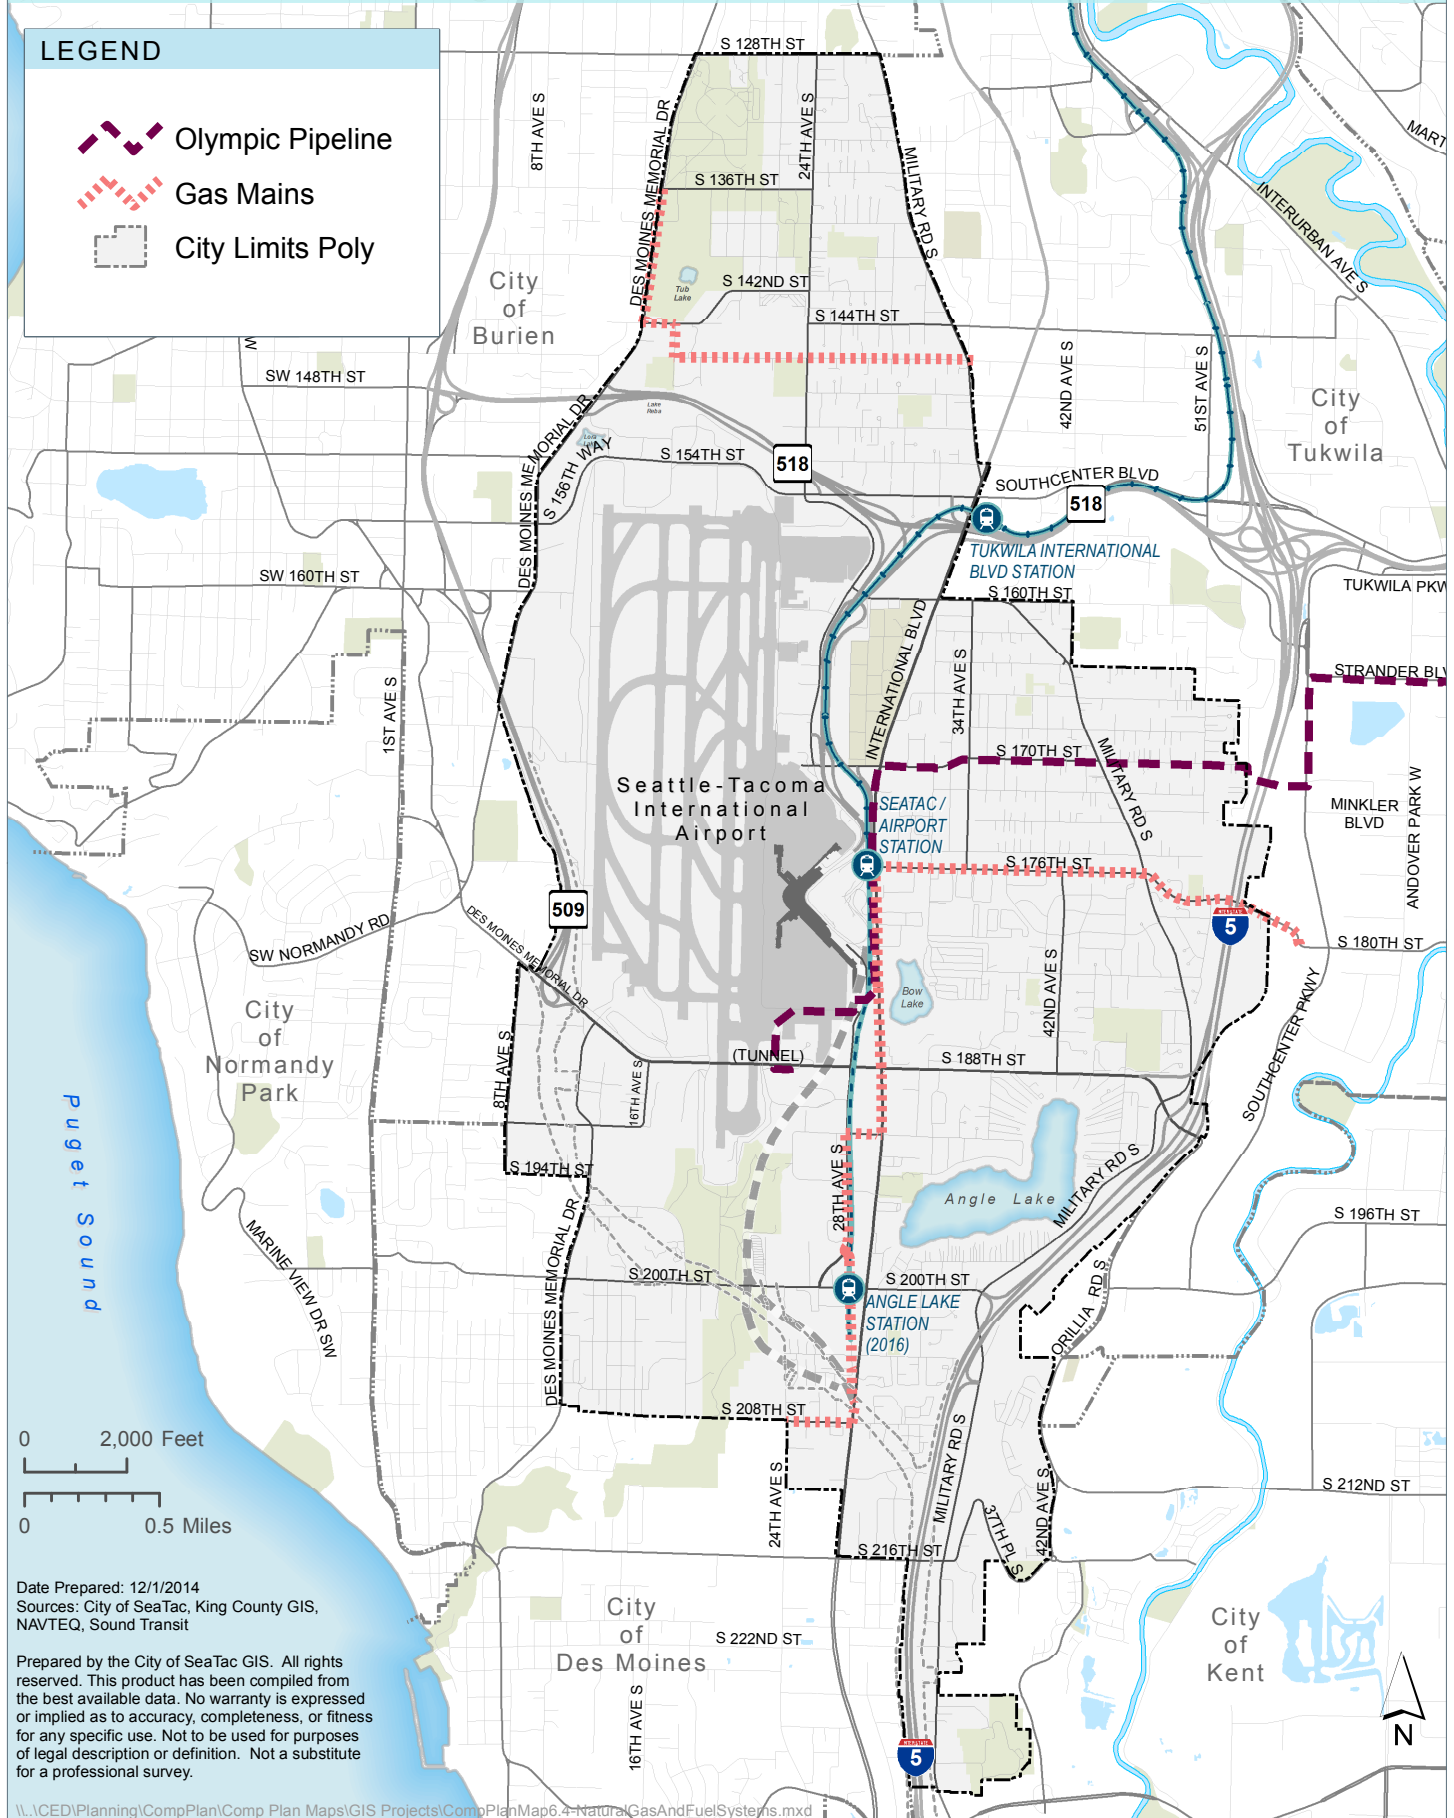 LEGEND
Olympic Pipeline
Gas Mains
City Limits Poly
S 128TH ST
8TH AVE S
DES MOINES MEMORIAL DR
24TH AVE S
MILITARY RD S
S 136TH ST
INTERURBAN AVE S
MART
City
of
Burien
Tub
Lake
S 142ND ST
S 144TH ST
W
SW 148TH ST
42ND AVE S
51ST AVE S
City
of
Tukwila
Lake
Reba
DES MOINES MEMORIAL DR
S 156TH WAY
S 154TH ST
518
SOUTHCENTER BLVD
518
TUKWILA INTERNATIONAL
BLVD STATION
SW 160TH ST
S 160TH ST
TUKWILA PKW
INTERNATIONAL BLVD
34TH AVE S
STRANDER BLV
1ST AVE S
S 170TH ST
MILITARY RD S
Seattle-Tacoma
International
Airport
SEATAC /
AIRPORT
STATION
MINKLER
BLVD
ANDOVER PARK W
S 176TH ST
509
INTERSTATE
5
SW NORMANDY RD
DES MOINES MEMORIAL DR
S 180TH ST
Bow
Lake
42ND AVE S
City
of
Normandy
Park
(TUNNEL)
S 188TH ST
SOUTHCENTER PKWY
8TH AVE S
16TH AVE S
Puget Sound
S 194TH ST
28TH AVE S
Angle Lake
MILITARY RD S
S 196TH ST
MARINE VIEW DR SW
DES MOINES MEMORIAL DR
S 200TH ST
S 200TH ST
ANGLE LAKE
STATION
(2016)
ORILLIA RD S
S 208TH ST
0 2,000 Feet
0 0.5 Miles
24TH AVE S
MILITARY RD S
37TH PL S
42ND AVE S
S 212ND ST
S 216TH ST
Date Prepared: 12/1/2014
Sources: City of SeaTac, King County GIS,
NAVTEQ, Sound Transit
City
of
Des Moines
S 222ND ST
16TH AVE S
City
of
Kent
Prepared by the City of SeaTac GIS. All rights
reserved. This product has been compiled from
the best available data. No warranty is expressed
or implied as to accuracy, completeness, or fitness
for any specific use. Not to be used for purposes
of legal description or definition. Not a substitute
for a professional survey.
INTERSTATE
5
N
\\..\CED\Planning\CompPlan\Comp Plan Maps\GIS Projects\CompPlanMap6.4-NaturalGasAndFuelSystems.mxd